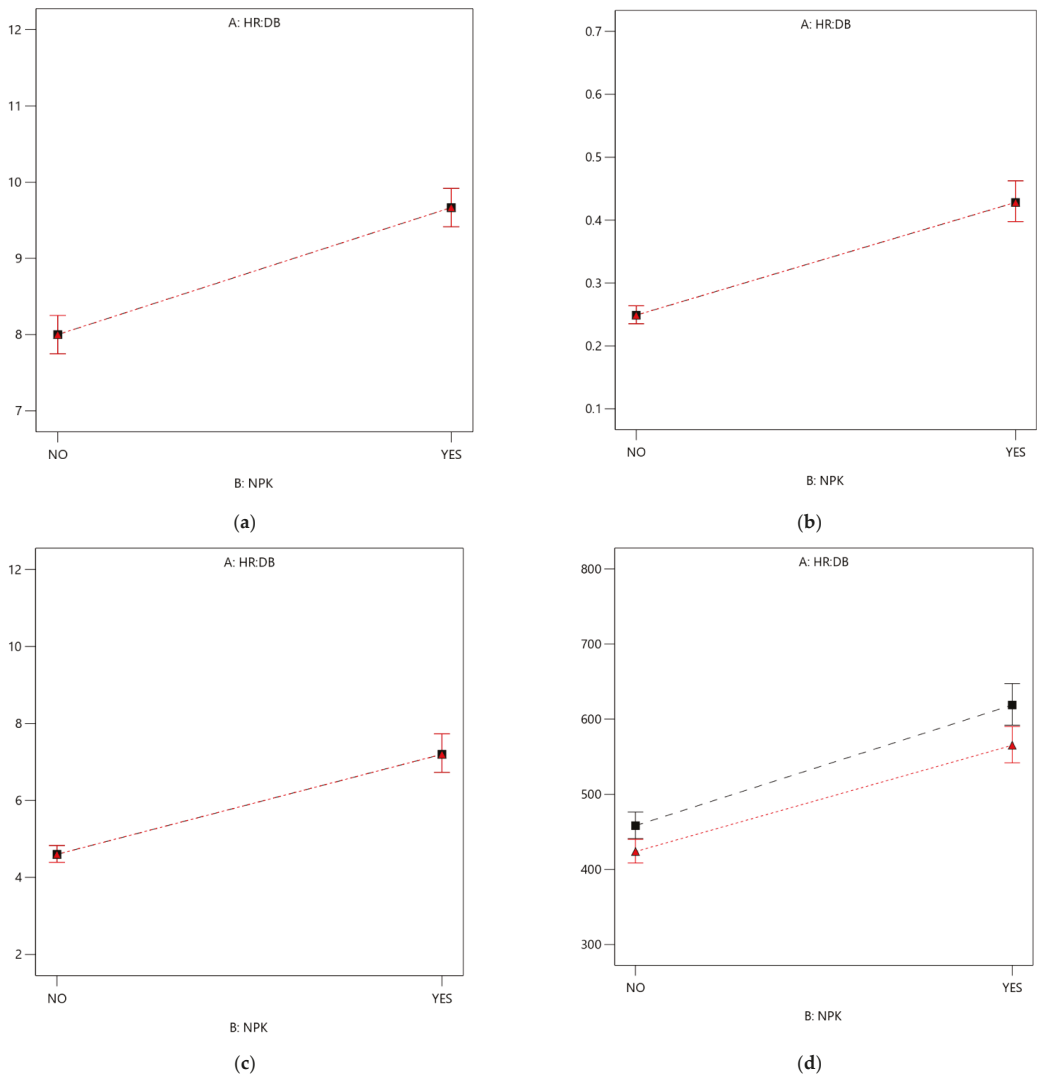 A: HR:DB
12
11
10
9
8
7
NO
YES
B: NPK
(a)
A: HR:DB
0.7
0.6
0.5
0.4
0.3
0.2
0.1
NO
YES
B: NPK
(b)
A: HR:DB
12
10
8
6
4
2
NO
YES
B: NPK
(c)
A: HR:DB
800
700
600
500
400
300
NO
YES
B: NPK
(d)